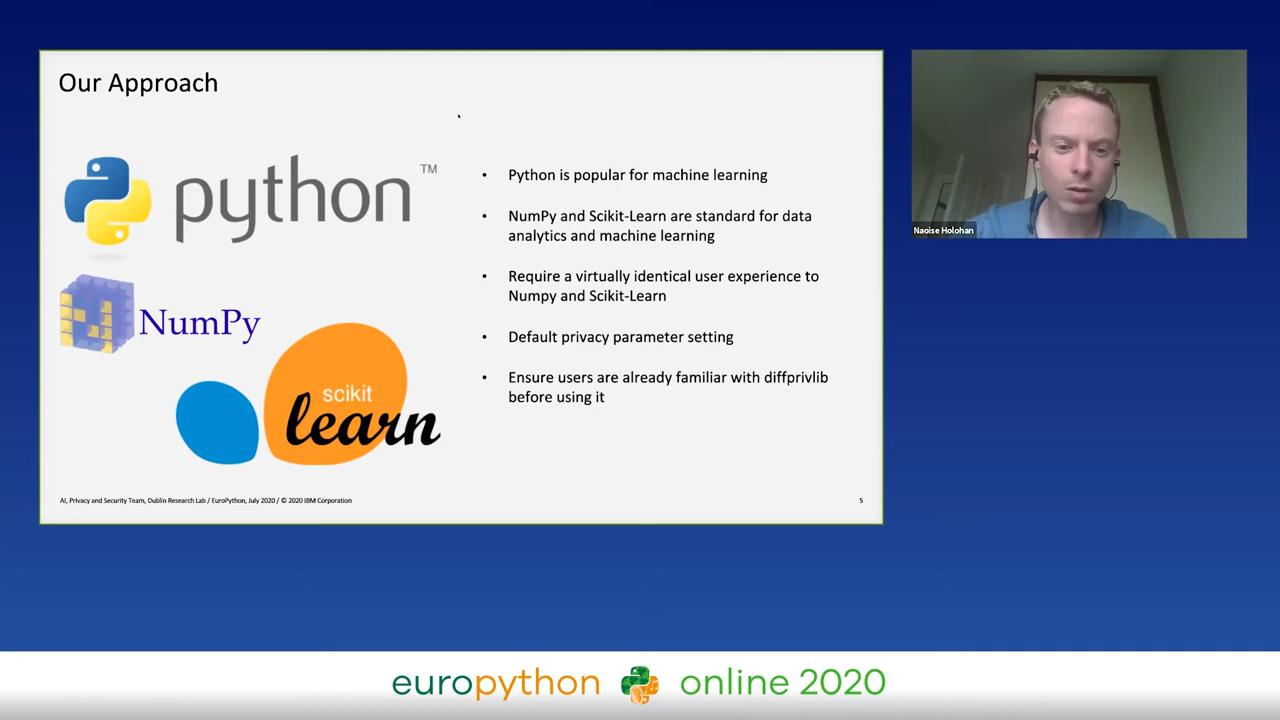 Our Approach
python
TM
NumPy
scikit
learn
• Python is popular for machine learning
• NumPy and Scikit-Learn are standard for data
analytics and machine learning
• Require a virtually identical user experience to
Numpy and Scikit-Learn
• Default privacy parameter setting
• Ensure users are already familiar with diffprivlib
before using it
AI, Privacy and Security Team, Dublin Research Lab / EuroPython, July 2020 / © 2020 IBM Corporation
5
Naoise Holohan
europython online 2020